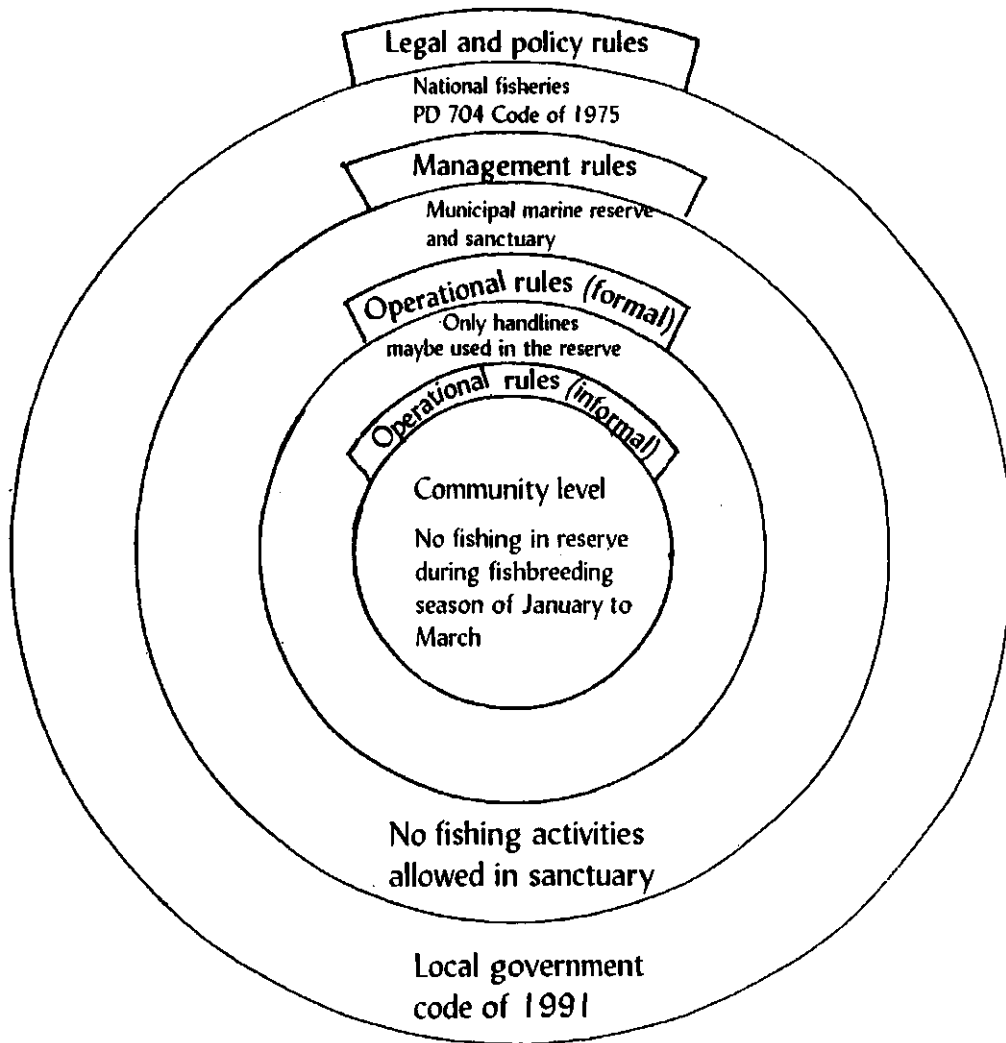 Legal and policy rules
National fisheries
PD 704 Code of 1975
Management rules
Municipal marine reserve
and sanctuary
Operational rules (formal)
Only handlines
maybe used in the reserve
Operational rules (informal)
Community level
No fishing in reserve
during fishbreeding
season of January to
March
No fishing activities
allowed in sanctuary
Local government
code of 1991